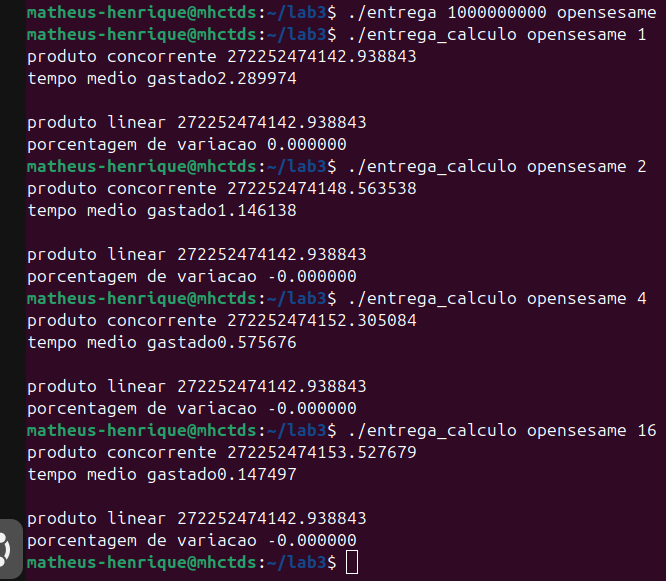 matheus-henrique@mhctds:~/lab3$ ./entrega 1000000000 opensesame
matheus-henrique@mhctds:~/lab3$ ./entrega_calculo opensesame 1
produto concorrente 272252474142.938843
tempo medio gastado2.289974
produto linear 272252474142.938843
porcentagem de variacao 0.000000
matheus-henrique@mhctds:~/lab3$ ./entrega_calculo opensesame 2
produto concorrente 272252474148.563538
tempo medio gastado1.146138
produto linear 272252474142.938843
porcentagem de variacao -0.000000
matheus-henrique@mhctds:~/lab3$ ./entrega_calculo opensesame 4
produto concorrente 272252474152.305084
tempo medio gastado0.575676
produto linear 272252474142.938843
porcentagem de variacao -0.000000
matheus-henrique@mhctds:~/lab3$ ./entrega_calculo opensesame 16
produto concorrente 272252474153.527679
tempo medio gastado0.147497
produto linear 272252474142.938843
porcentagem de variacao -0.000000
matheus-henrique@mhctds:~/lab3$